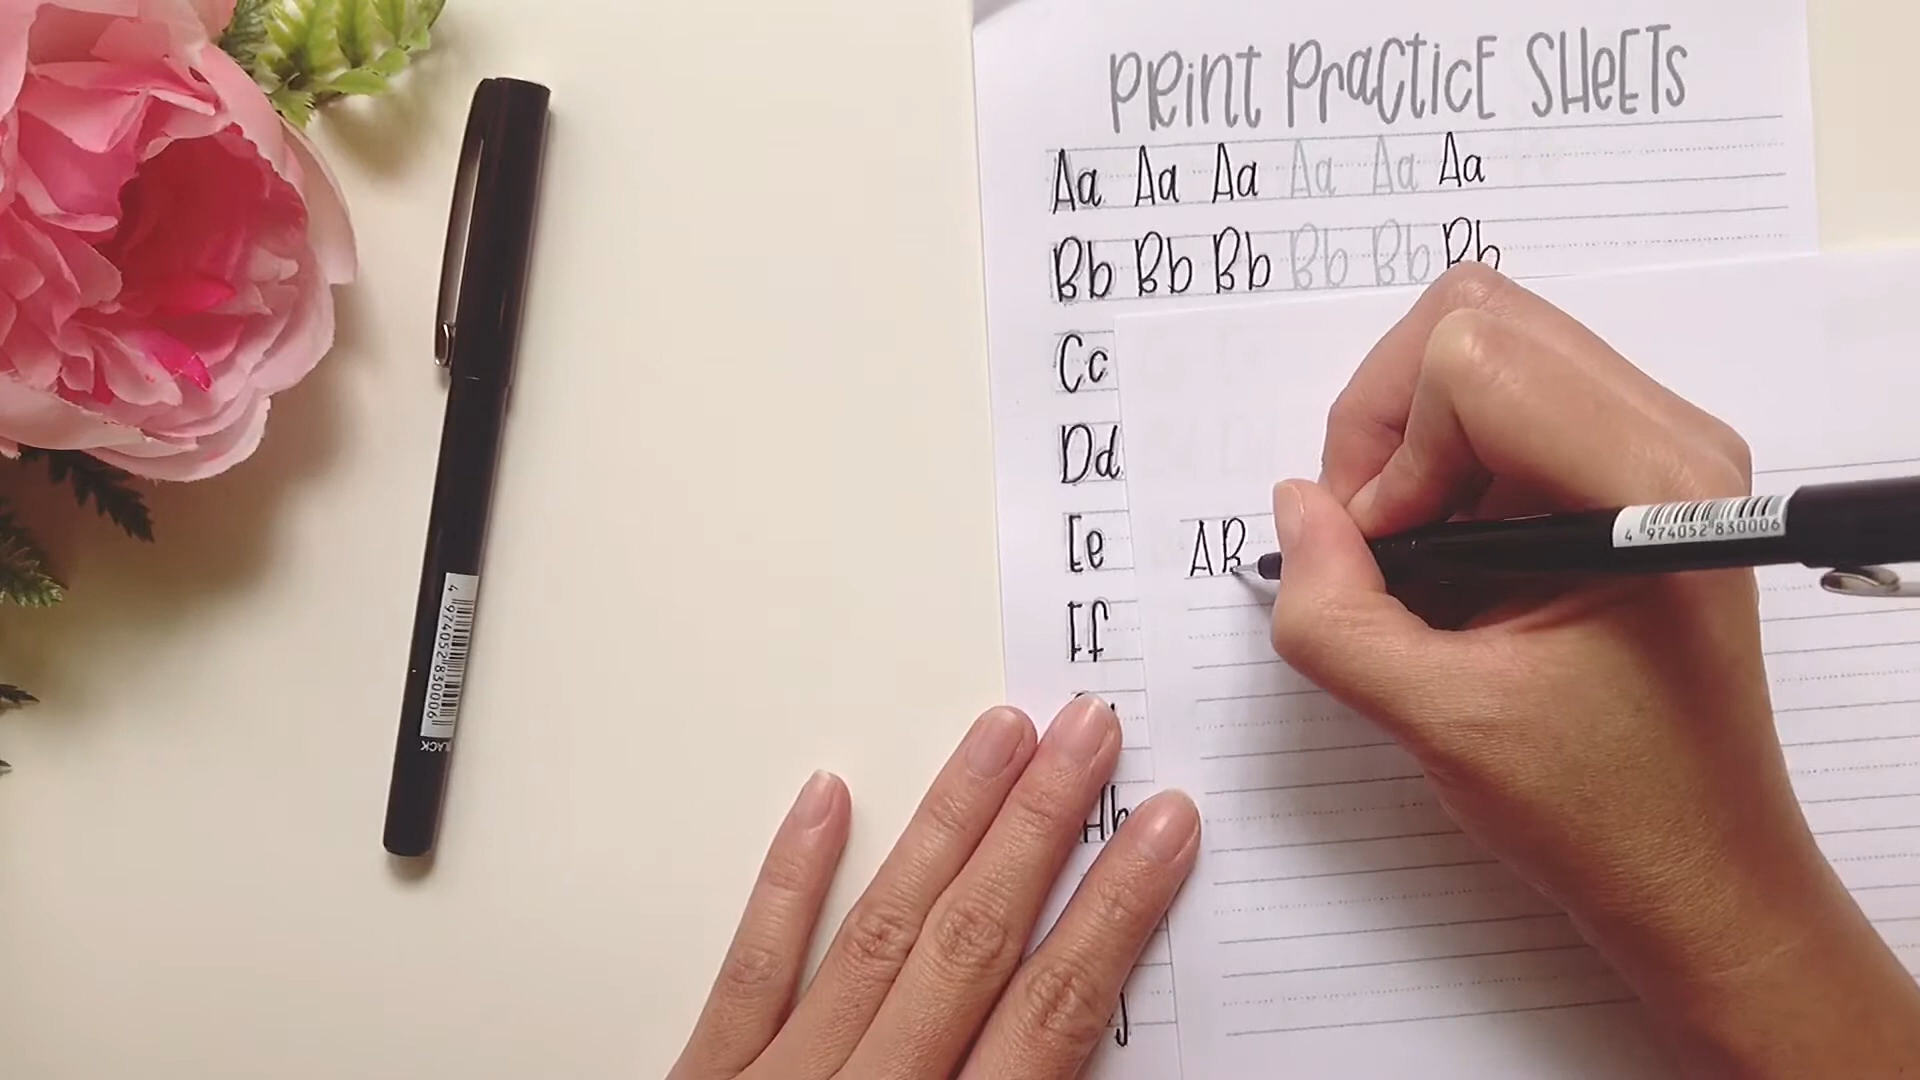 PRINT PRACTICE SHEETS
Aa Aa Aa Aa Aa Aa
Bb Bb Bb Bb Bb Bb
Cc
Dd
Ee
Ff
Hh
AB
4 974052 830006
4 974052 830006
BLACK